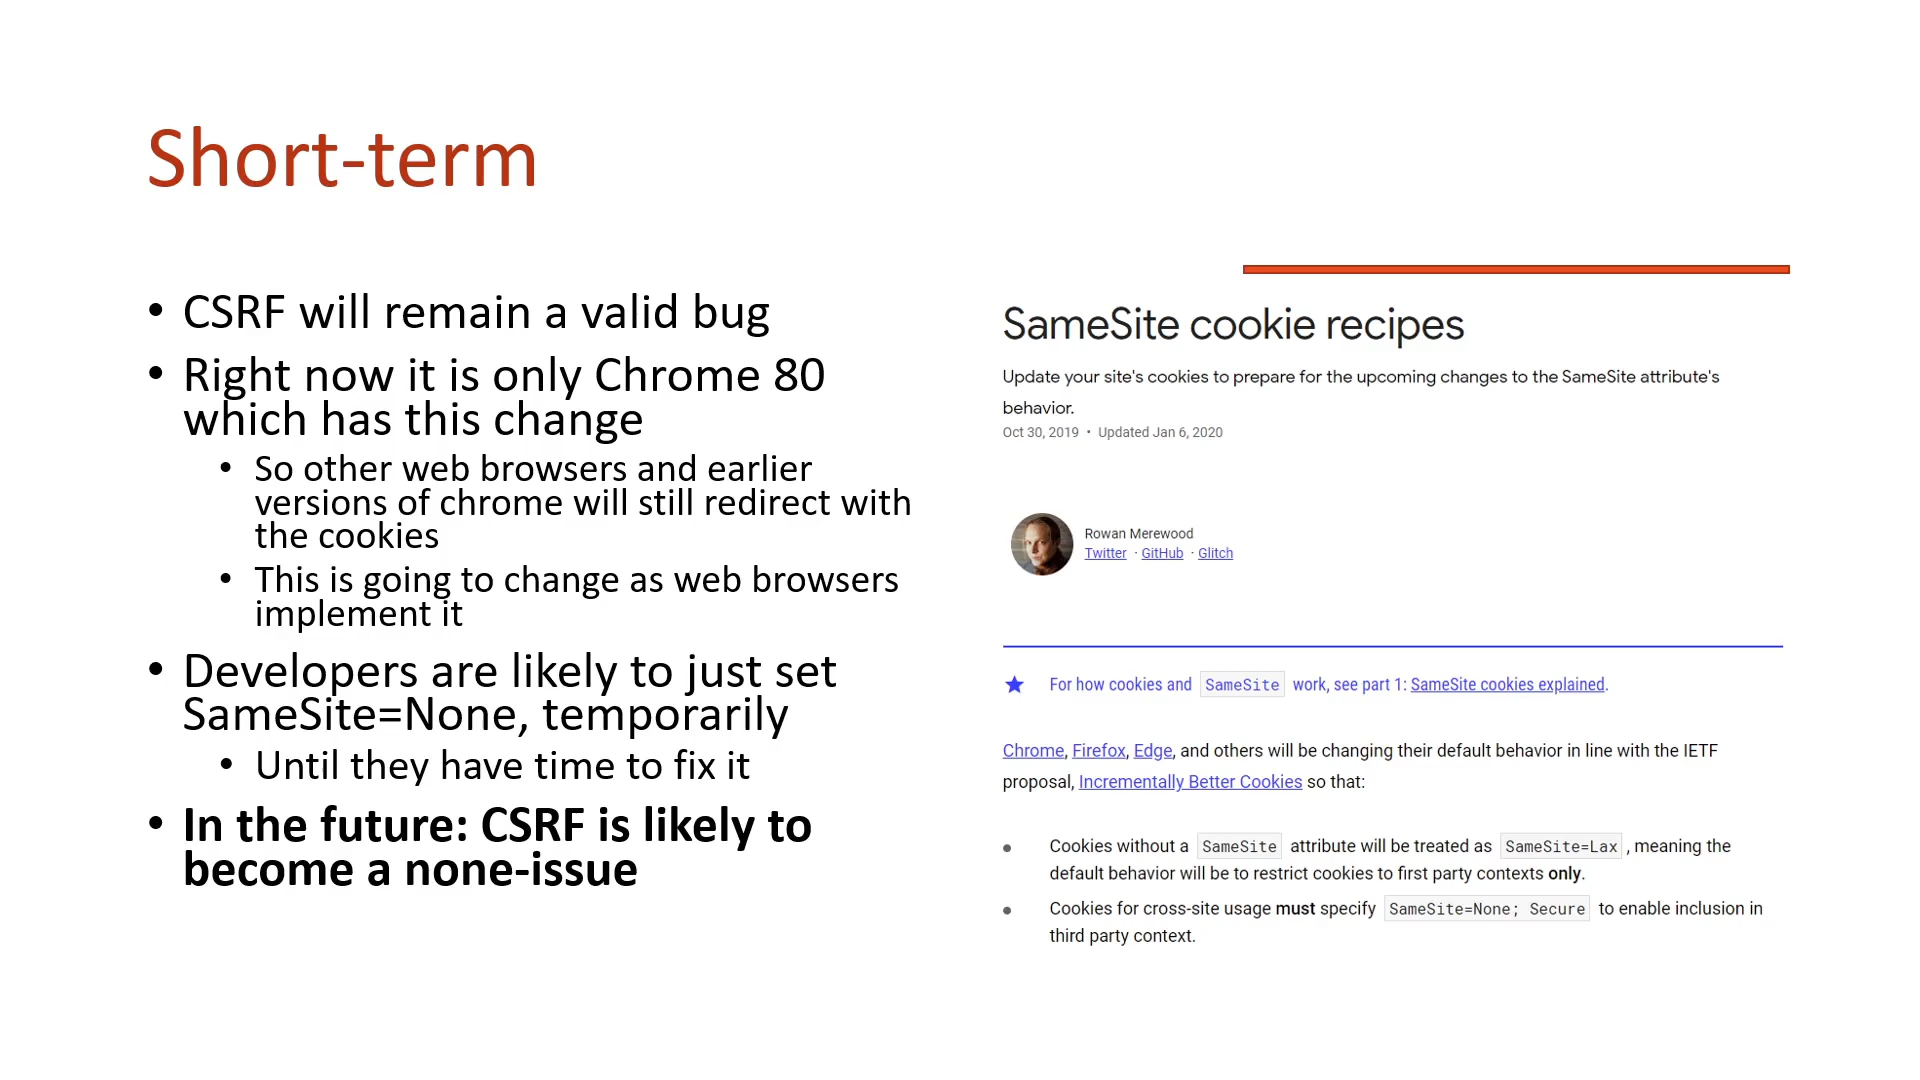 Short-term
• CSRF will remain a valid bug
• Right now it is only Chrome 80
which has this change
• So other web browsers and earlier
versions of chrome will still redirect with
the cookies
• This is going to change as web browsers
implement it
• Developers are likely to just set
SameSite=None, temporarily
• Until they have time to fix it
• In the future: CSRF is likely to
become a none-issue
SameSite cookie recipes
Update your site's cookies to prepare for the upcoming changes to the SameSite attribute's
behavior.
Oct 30, 2019 • Updated Jan 6, 2020
Rowan Merewood
Twitter · GitHub · Glitch
★ For how cookies and SameSite work, see part 1: SameSite cookies explained.
Chrome, Firefox, Edge, and others will be changing their default behavior in line with the IETF
proposal, Incrementally Better Cookies so that:
• Cookies without a SameSite attribute will be treated as SameSite=Lax, meaning the
default behavior will be to restrict cookies to first party contexts only.
• Cookies for cross-site usage must specify SameSite=None; Secure to enable inclusion in
third party context.